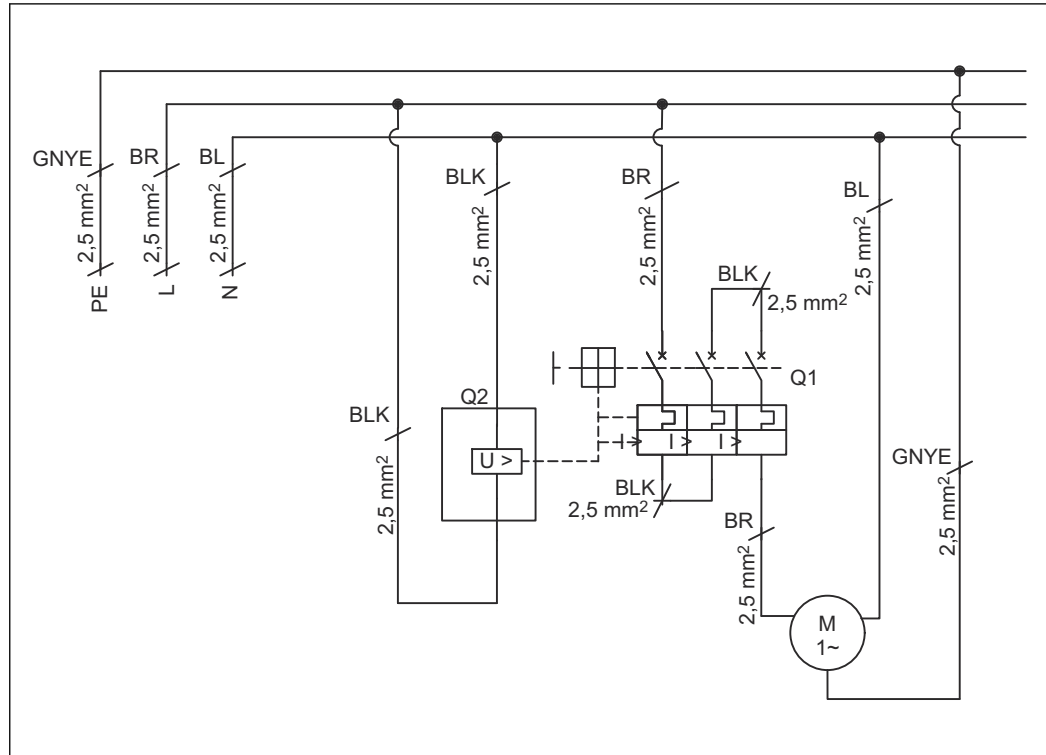 GNYE
2,5 mm²
PE
BR
2,5 mm²
L
BL
2,5 mm²
N
BLK
2,5 mm²
BR
2,5 mm²
BL
2,5 mm²
BLK
2,5 mm²
Q1
Q2
U >
BLK
2,5 mm²
I > I > I >
BLK
2,5 mm²
BR
2,5 mm²
GNYE
2,5 mm²
M
1~